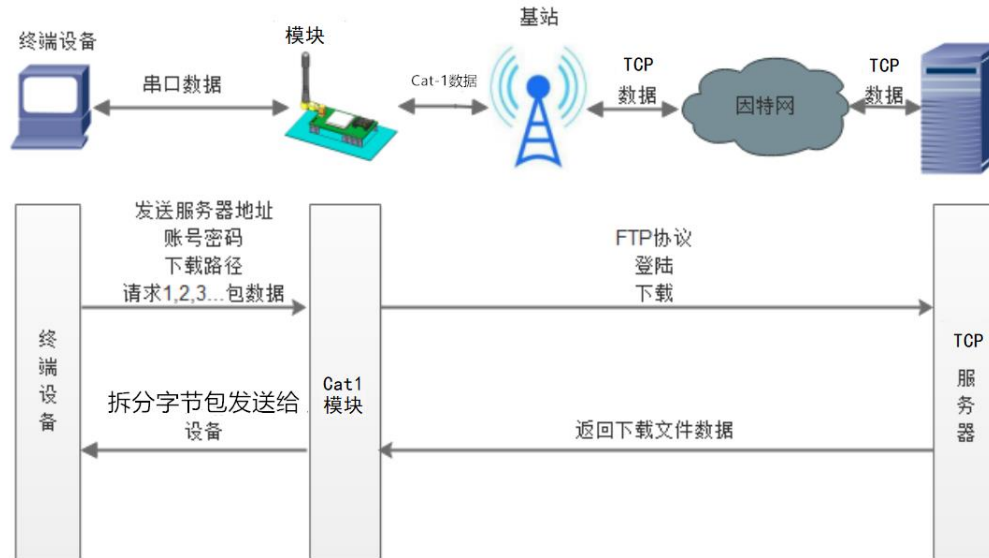 基站
终端设备
模块
串口数据
Cat-1数据
TCP
数据
因特网
TCP
数据
发送服务器地址
账号密码
下载路径
请求1,2,3...包数据
FTP协议
登陆
下载
终端设备
Cat1
模块
TCP
服务器
拆分字节包发送给
设备
返回下载文件数据